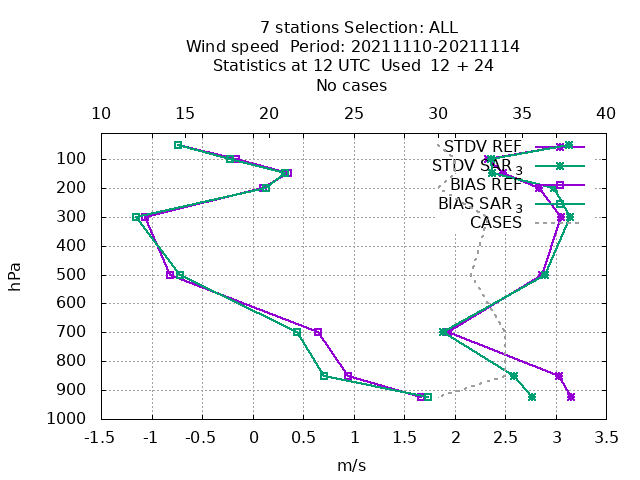 7 stations Selection: ALL
Wind speed  Period: 20211110-20211114
Statistics at 12 UTC  Used  12 + 24
No cases
10 15 20 25 30 35 40
STDV REF
STDV SAR 3
BIAS REF
BIAS SAR 3
CASES
100
200
300
400
500
600
700
800
900
1000
hPa
-1.5 -1 -0.5 0 0.5 1 1.5 2 2.5 3 3.5
m/s